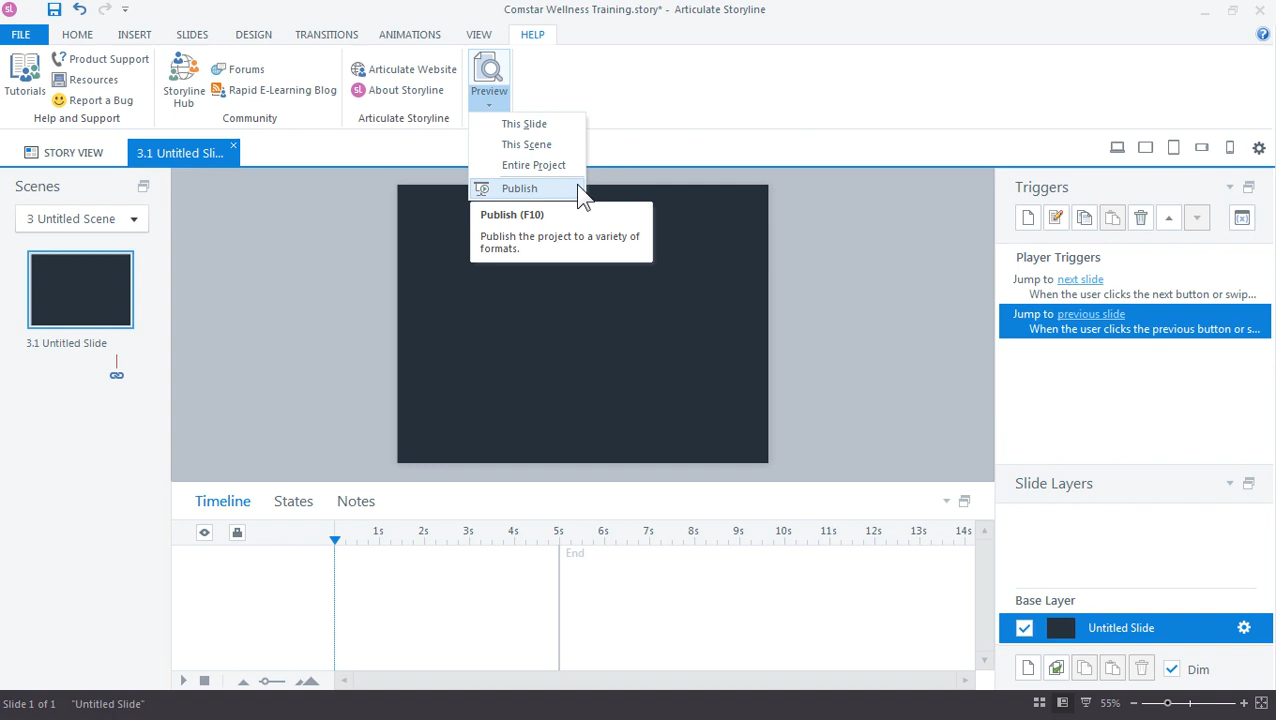 sl
Comstar Wellness Training.story* - Articulate Storyline
FILE HOME INSERT SLIDES DESIGN TRANSITIONS ANIMATIONS VIEW HELP ?
Product Support
Resources
Report a Bug
Tutorials
Help and Support
Storyline
Hub
Forums
Rapid E-Learning Blog
Community
Articulate Website
sl About Storyline
Articulate Storyline
Preview
This Slide
This Scene
Entire Project
Publish
Publish (F10)
Publish the project to a variety of
formats.
STORY VIEW
3.1 Untitled Sli...
Scenes
3 Untitled Scene
3.1 Untitled Slide
Triggers
Player Triggers
Jump to next slide
When the user clicks the next button or swip...
Jump to previous slide
When the user clicks the previous button or s...
Timeline States Notes
1s 2s 3s 4s 5s 6s 7s 8s 9s 10s 11s 12s 13s 14s
End
Slide Layers
Base Layer
Untitled Slide
Dim
Slide 1 of 1 "Untitled Slide" 55%